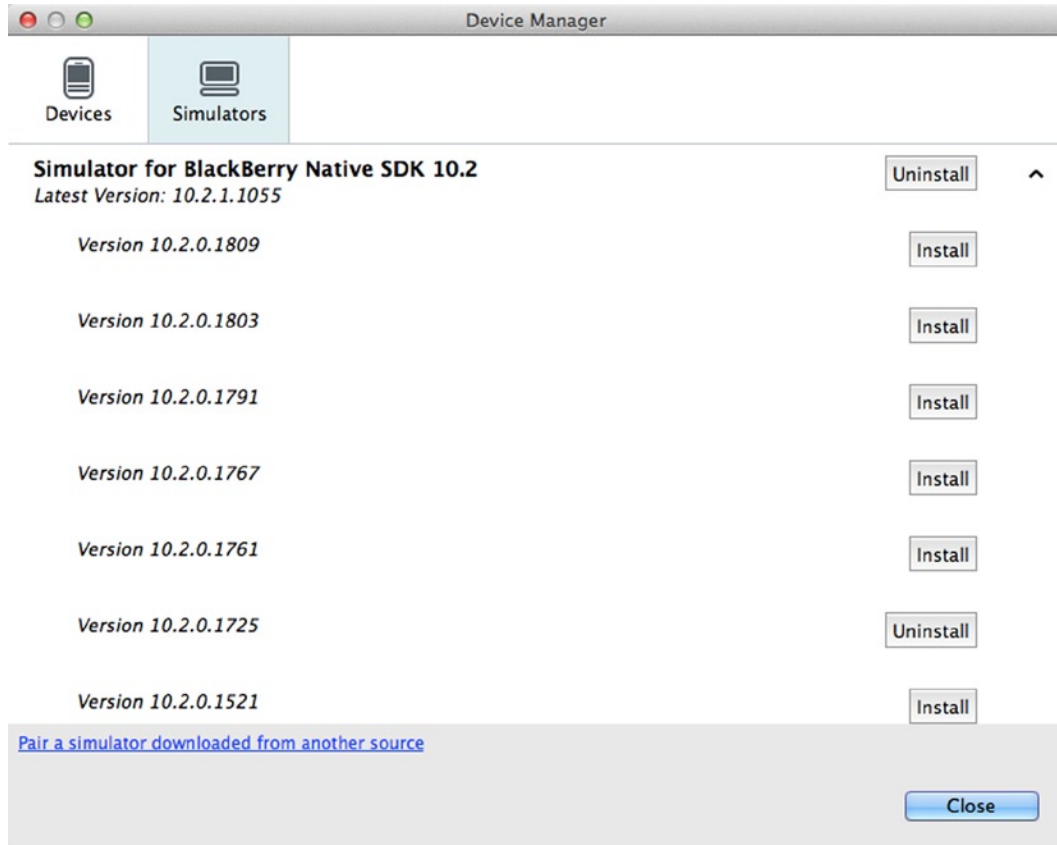 Device Manager
Devices
Simulators
Simulator for BlackBerry Native SDK 10.2
Uninstall
Latest Version: 10.2.1.1055
Version 10.2.0.1809
Install
Version 10.2.0.1803
Install
Version 10.2.0.1791
Install
Version 10.2.0.1767
Install
Version 10.2.0.1761
Install
Version 10.2.0.1725
Uninstall
Version 10.2.0.1521
Install
Pair a simulator downloaded from another source
Close